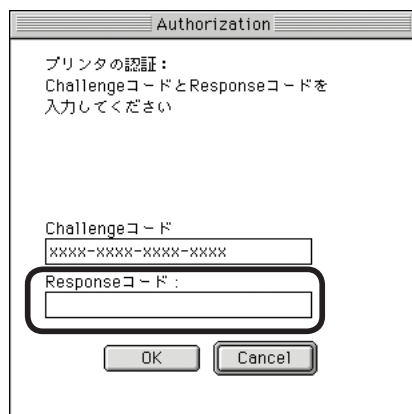 Authorization
プリンタの認証：
ChallengeコードとResponseコードを
入力してください
Challengeコード
xxxx-xxxx-xxxx-xxxx
Responseコード：
OK
Cancel